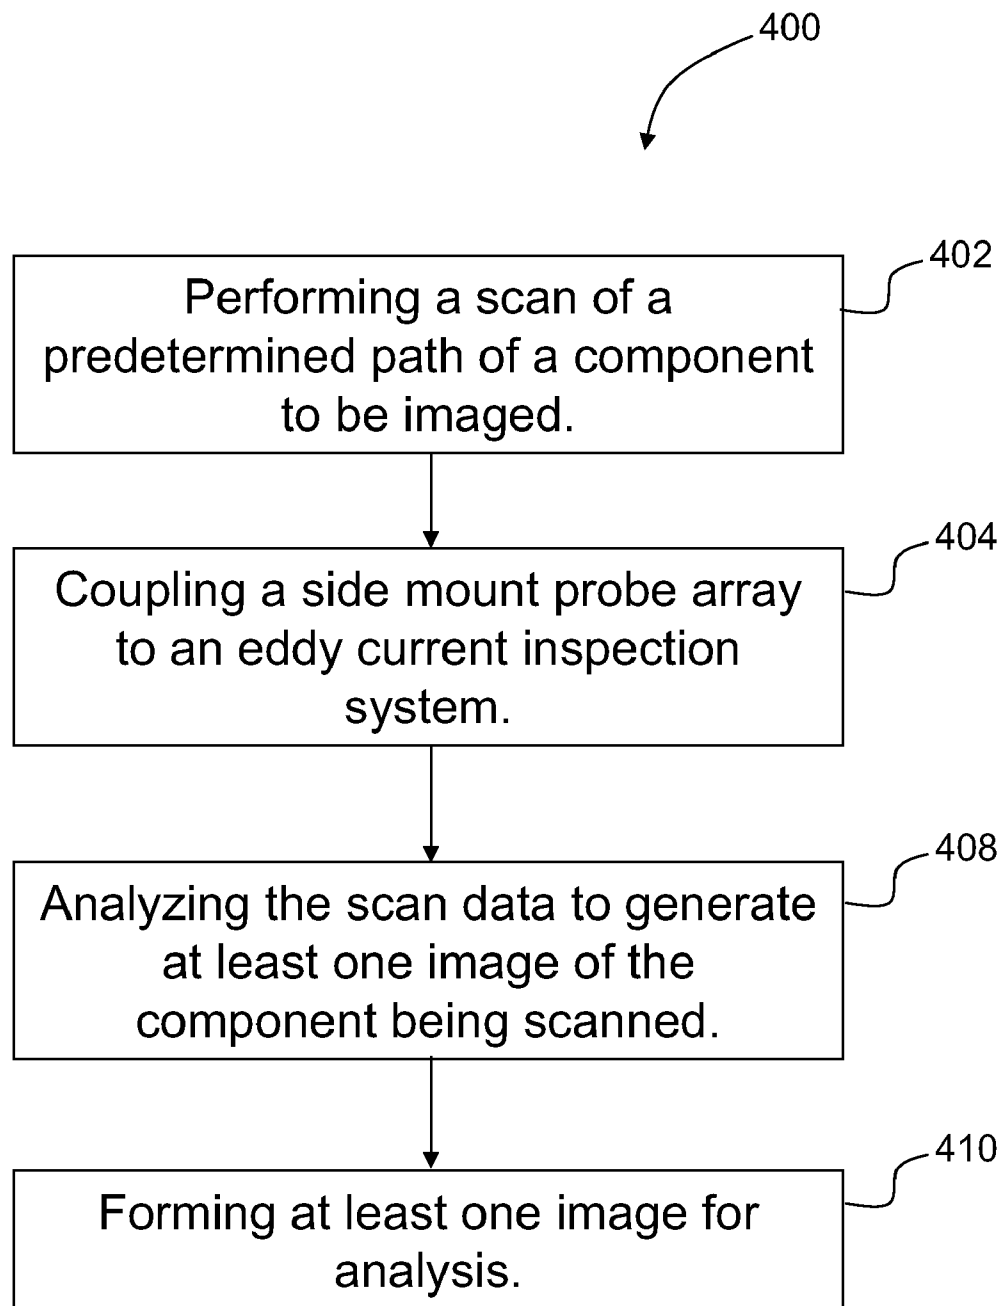 400
402
Performing a scan of a
predetermined path of a component
to be imaged.
404
Coupling a side mount probe array
to an eddy current inspection
system.
408
Analyzing the scan data to generate
at least one image of the
component being scanned.
410
Forming at least one image for
analysis.